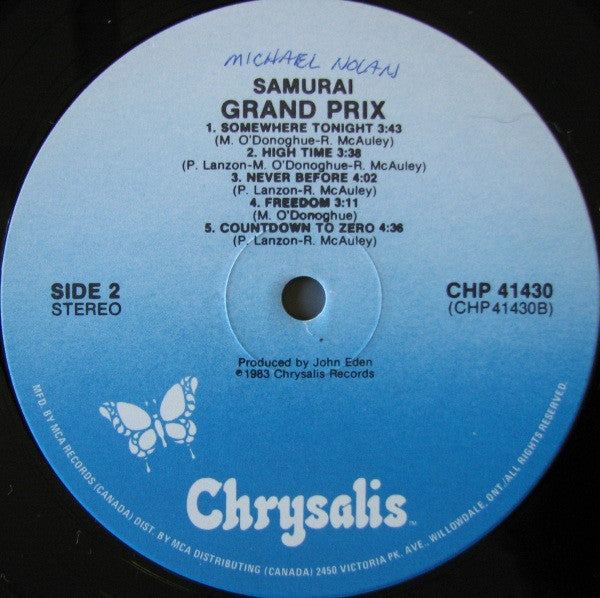 MICHAEL NOLAN
SAMURAI
GRAND PRIX
1. SOMEWHERE TONIGHT 3:43
(M. O'Donoghue-R. McAuley)
2. HIGH TIME 3:38
(P. Lanzon-M. O'Donoghue-R. McAuley)
3. NEVER BEFORE 4:02
(P. Lanzon-R. McAuley)
4. FREEDOM 3:11
(M. O'Donoghue)
5. COUNTDOWN TO ZERO 4:36
(P. Lanzon-R. McAuley)
SIDE 2
STEREO
CHP 41430
(CHP41430B)
Produced by John Eden
℗1983 Chrysalis Records
Chrysalis™
MFD. BY MCA RECORDS (CANADA) DIST. BY MCA DISTRIBUTING (CANADA) 2450 VICTORIA PK. AVE., WILLOWDALE, ONT./ALL RIGHTS RESERVED.